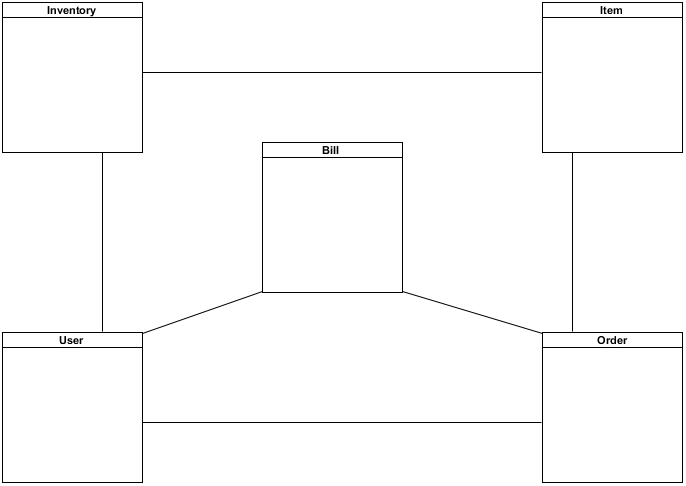 Inventory
Item
Bill
User
Order